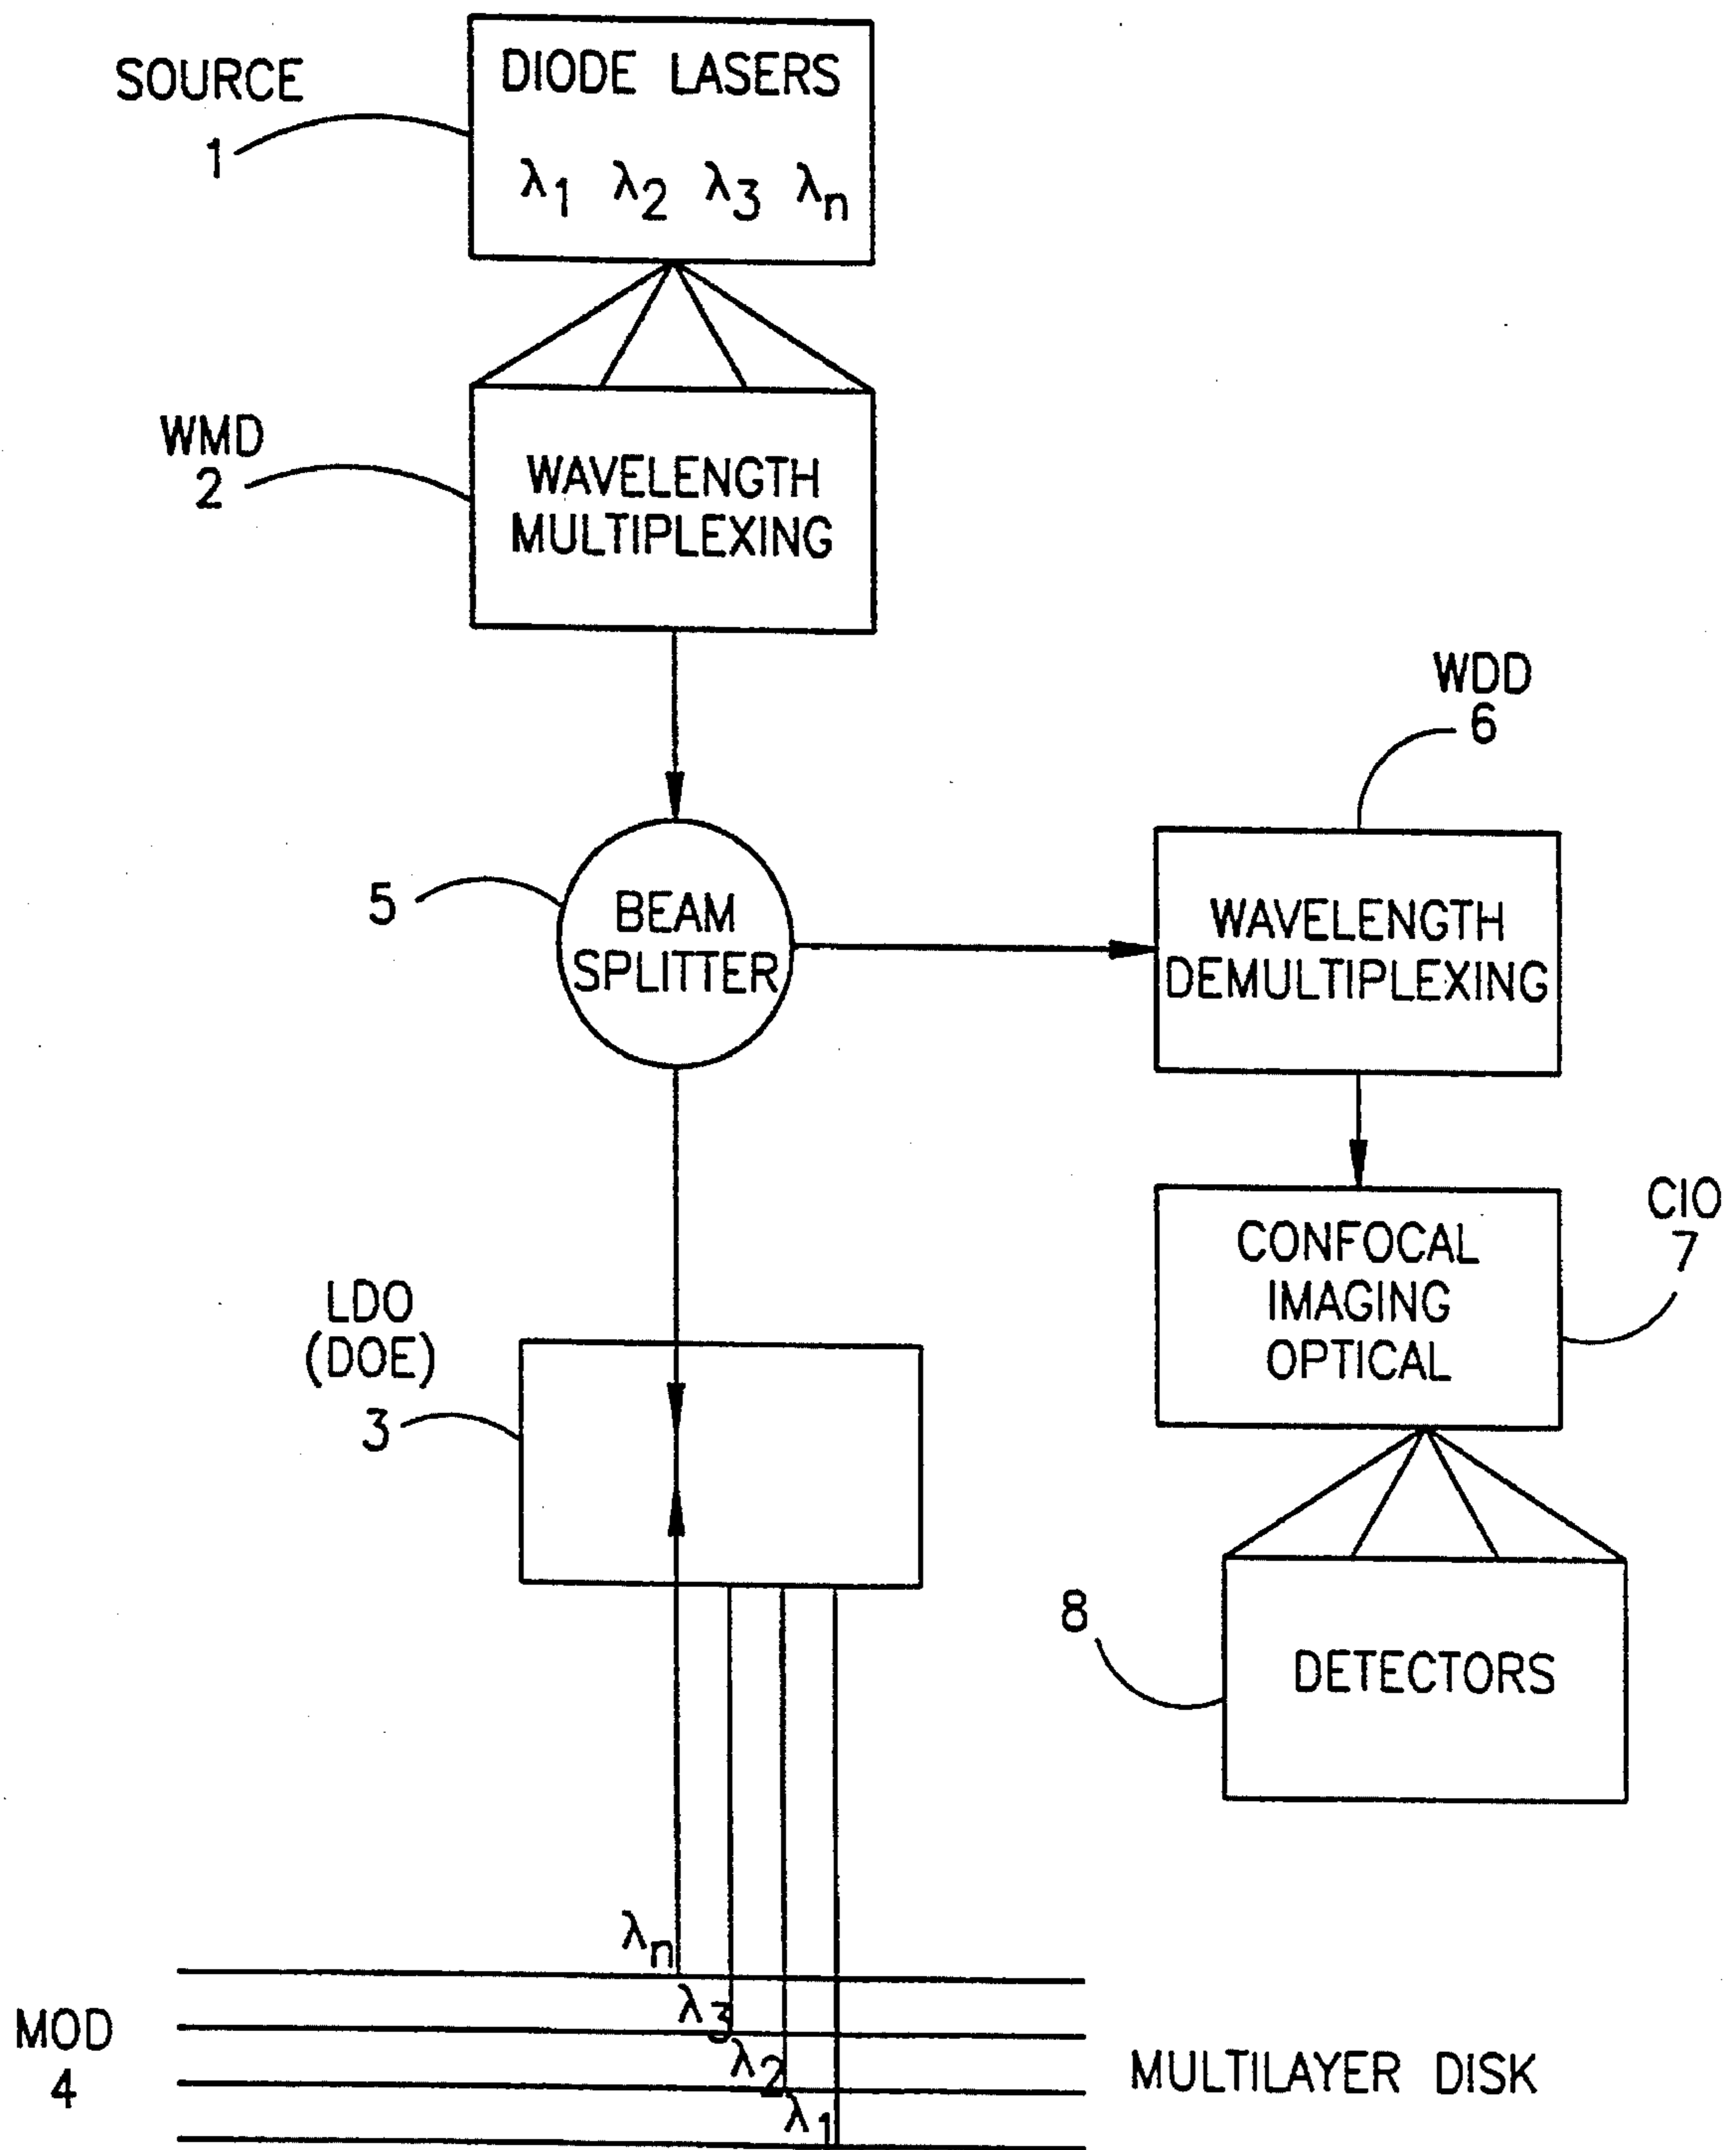 SOURCE
1
DIODE LASERS
λ1 λ2 λ3 λn
WMD
2
WAVELENGTH
MULTIPLEXING
5
BEAM
SPLITTER
WDD
6
WAVELENGTH
DEMULTIPLEXING
CIO
7
CONFOCAL
IMAGING
OPTICAL
LDO
(DOE)
3
8
DETECTORS
λn
λ3
λ2
λ1
MOD
4
MULTILAYER DISK